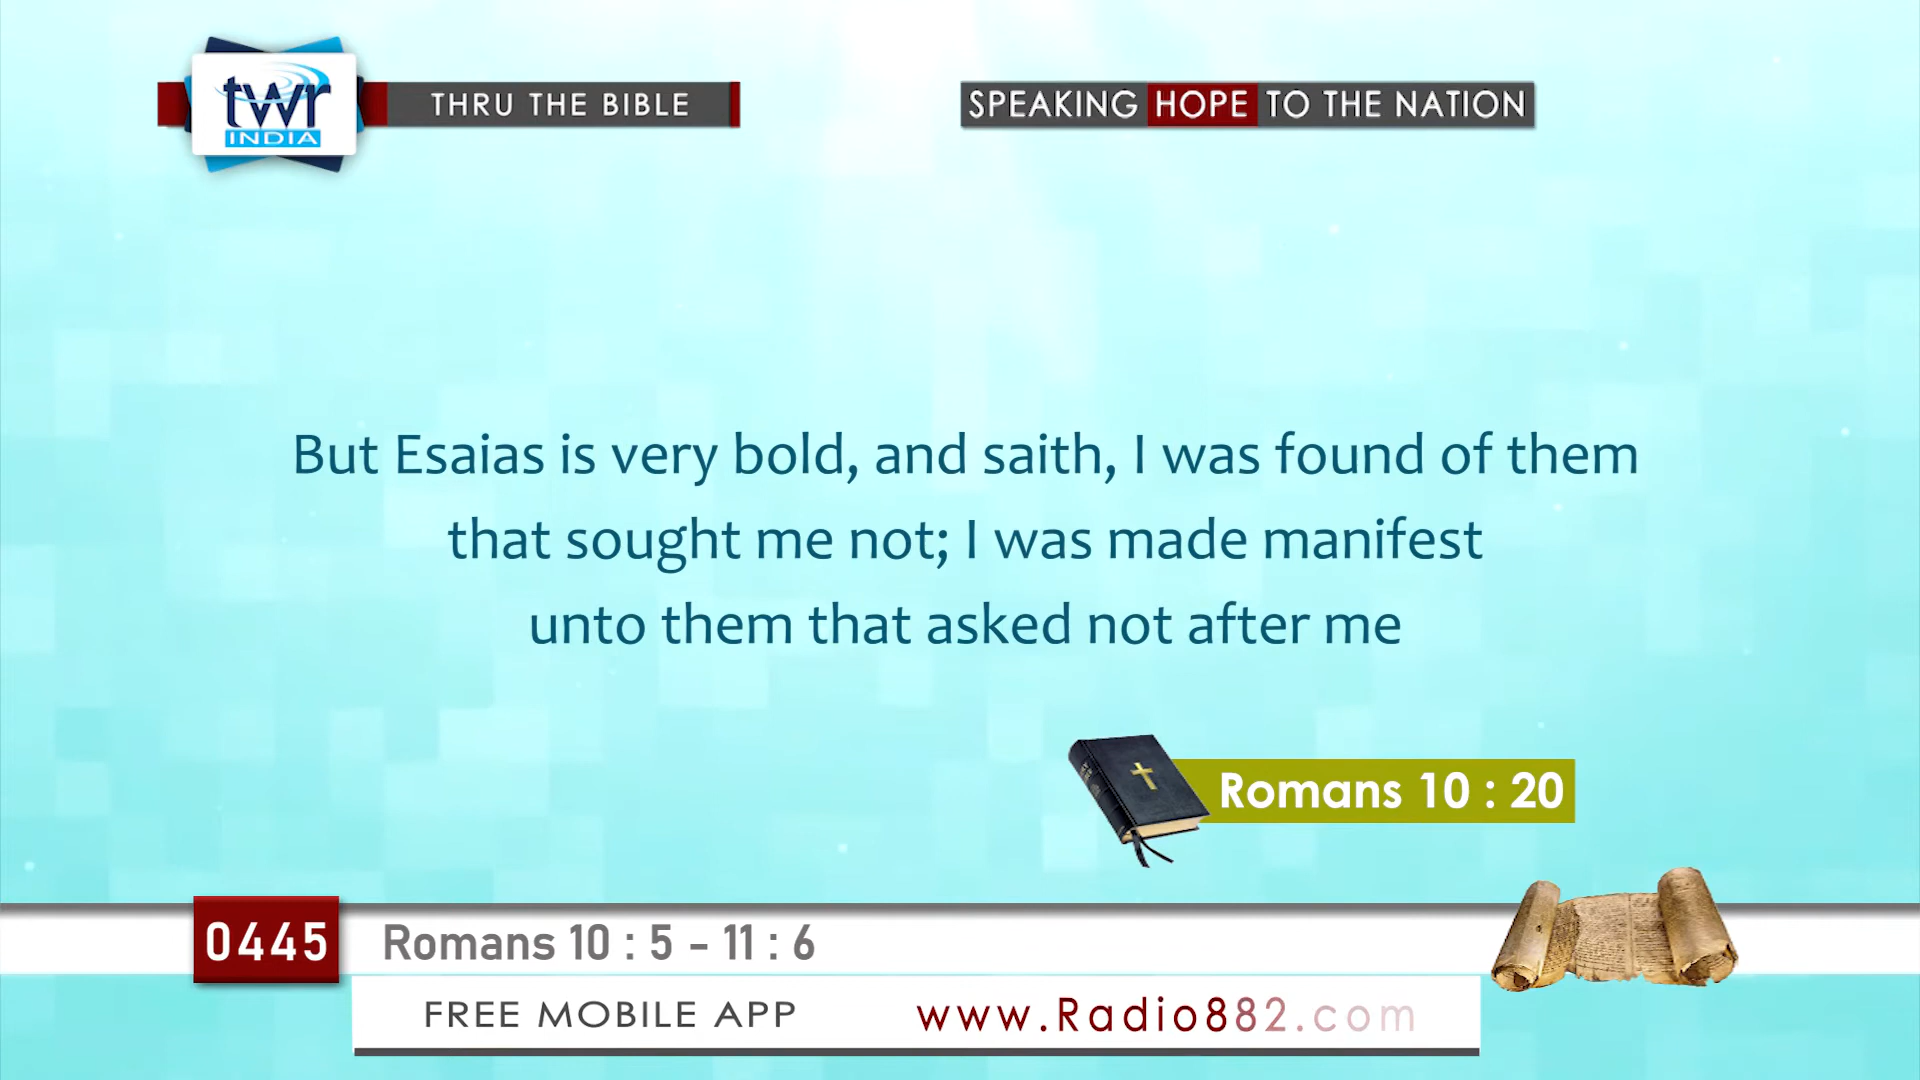 twr
INDIA
THRU THE BIBLE
SPEAKING HOPE TO THE NATION
But Esaias is very bold, and saith, I was found of them
that sought me not; I was made manifest
unto them that asked not after me
Romans 10 : 20
0445
Romans 10 : 5 - 11 : 6
FREE MOBILE APP
www.Radio882.com